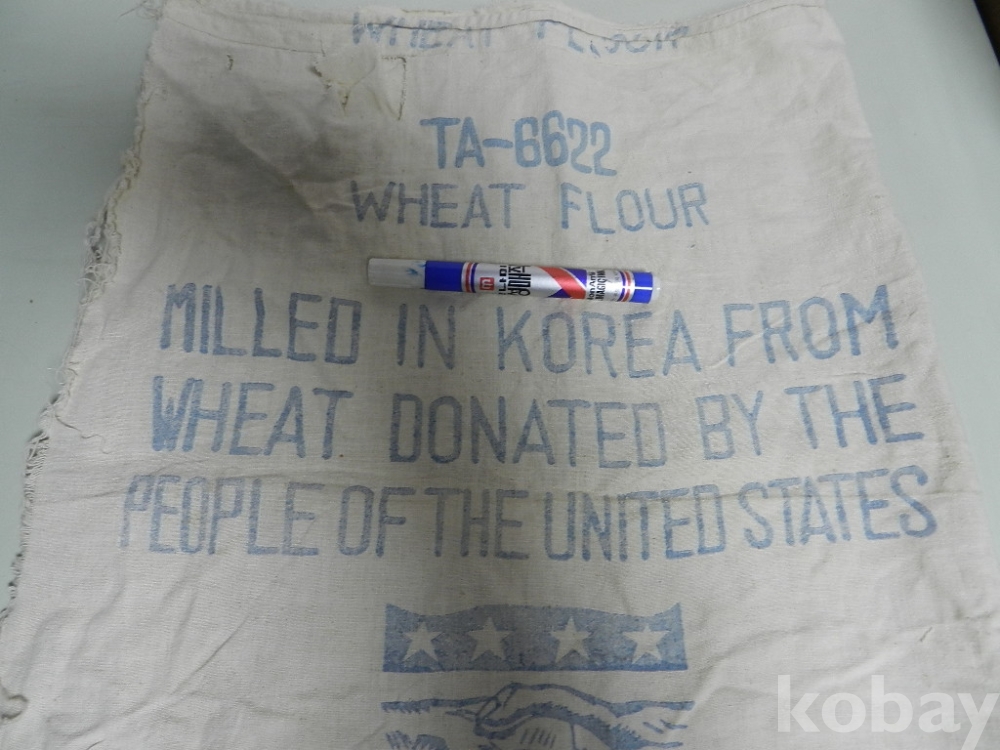 WHEAT FLOUR
TA-6622
WHEAT FLOUR
MILLED IN KOREA FROM
WHEAT DONATED BY THE
PEOPLE OF THE UNITED STATES
kobay